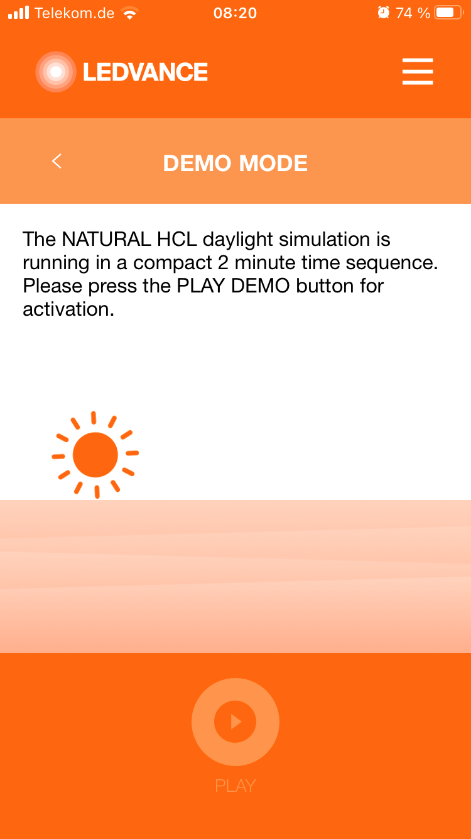 Telekom.de 08:20 74 %
LEDVANCE
DEMO MODE
The NATURAL HCL daylight simulation is
running in a compact 2 minute time sequence.
Please press the PLAY DEMO button for
activation.
PLAY